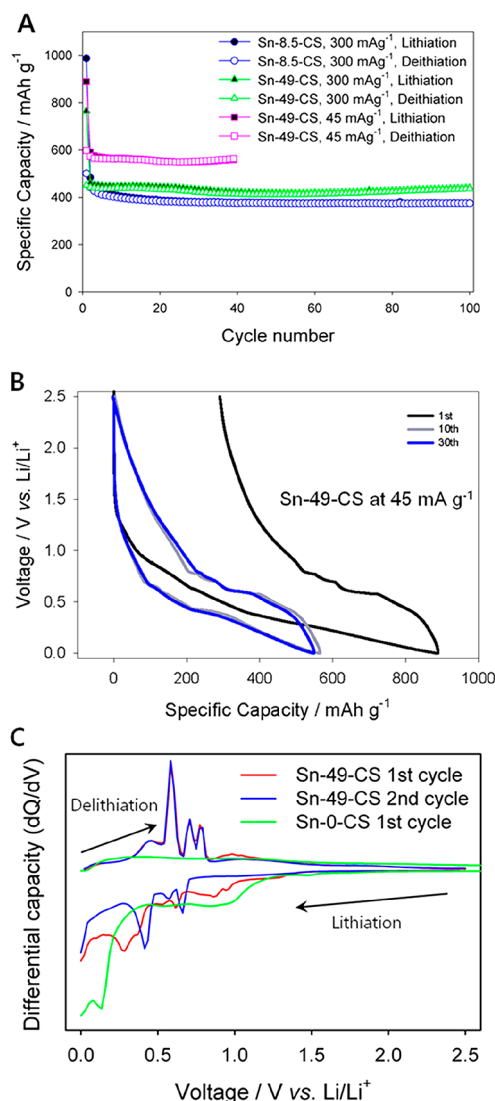 A
Specific Capacity / mAh g-1
1000
800
600
400
200
0
Sn-8.5-CS, 300 mAg-1, Lithiation
Sn-8.5-CS, 300 mAg-1, Deithiation
Sn-49-CS, 300 mAg-1, Lithiation
Sn-49-CS, 300 mAg-1, Deithiation
Sn-49-CS, 45 mAg-1, Lithiation
Sn-49-CS, 45 mAg-1, Delithiation
0 20 40 60 80 100
Cycle number
B
Voltage / V vs. Li/Li+
2.5
2.0
1.5
1.0
0.5
0.0
1st
10th
30th
Sn-49-CS at 45 mA g-1
0 200 400 600 800 1000
Specific Capacity / mAh g-1
C
Differential capacity (dQ/dV)
Delithiation
Sn-49-CS 1st cycle
Sn-49-CS 2nd cycle
Sn-0-CS 1st cycle
Lithiation
0.0 0.5 1.0 1.5 2.0 2.5
Voltage / V vs. Li/Li+